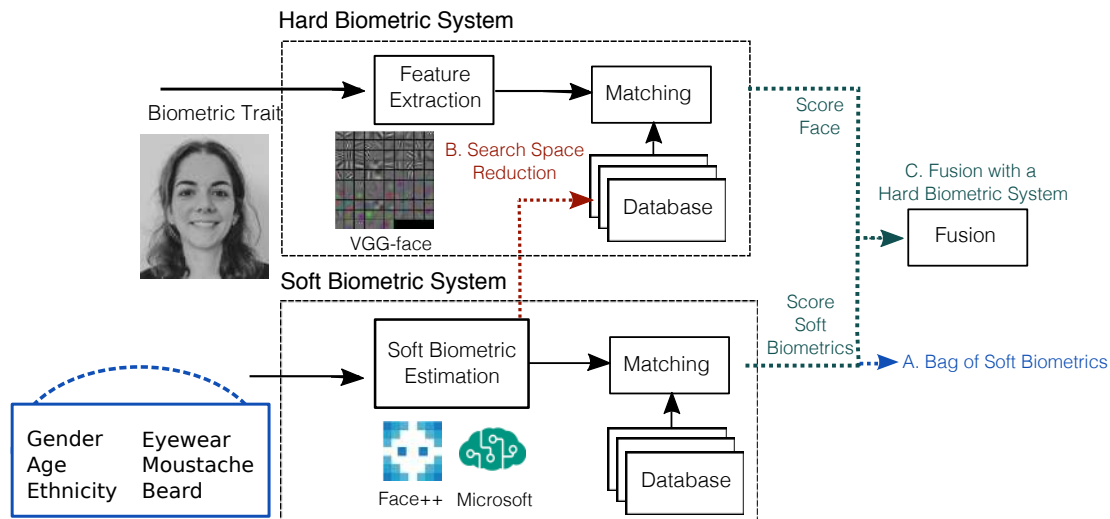 Hard Biometric System
Feature
Extraction
Matching
Biometric Trait
Score
Face
B. Search Space
Reduction
C. Fusion with a
Hard Biometric System
Database
Fusion
VGG-face
Soft Biometric System
Score
Soft
Biometrics
Soft Biometric
Estimation
Matching
A. Bag of Soft Biometrics
Gender Eyewear
Age Moustache
Ethnicity Beard
Database
Face++ Microsoft